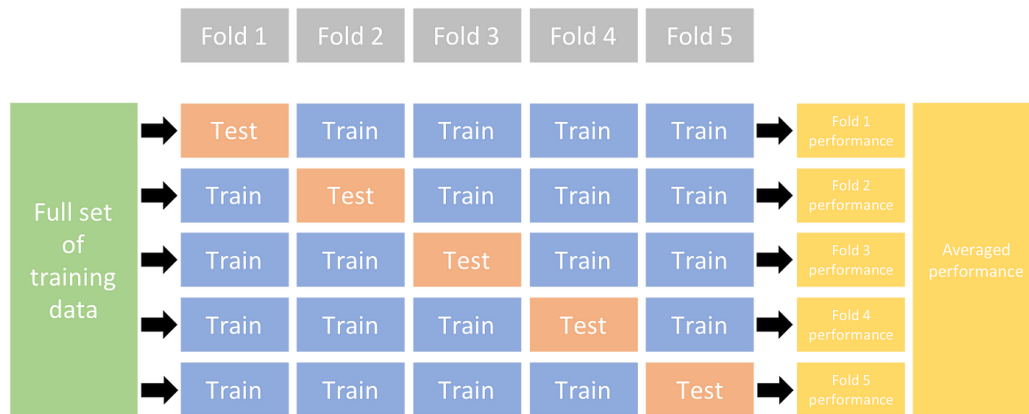 Fold 1 Fold 2 Fold 3 Fold 4 Fold 5
Full set
of
training
data
Test Train Train Train Train
Train Test Train Train Train
Train Train Test Train Train
Train Train Train Test Train
Train Train Train Train Test
Fold 1
performance
Fold 2
performance
Fold 3
performance
Fold 4
performance
Fold 5
performance
Averaged
performance